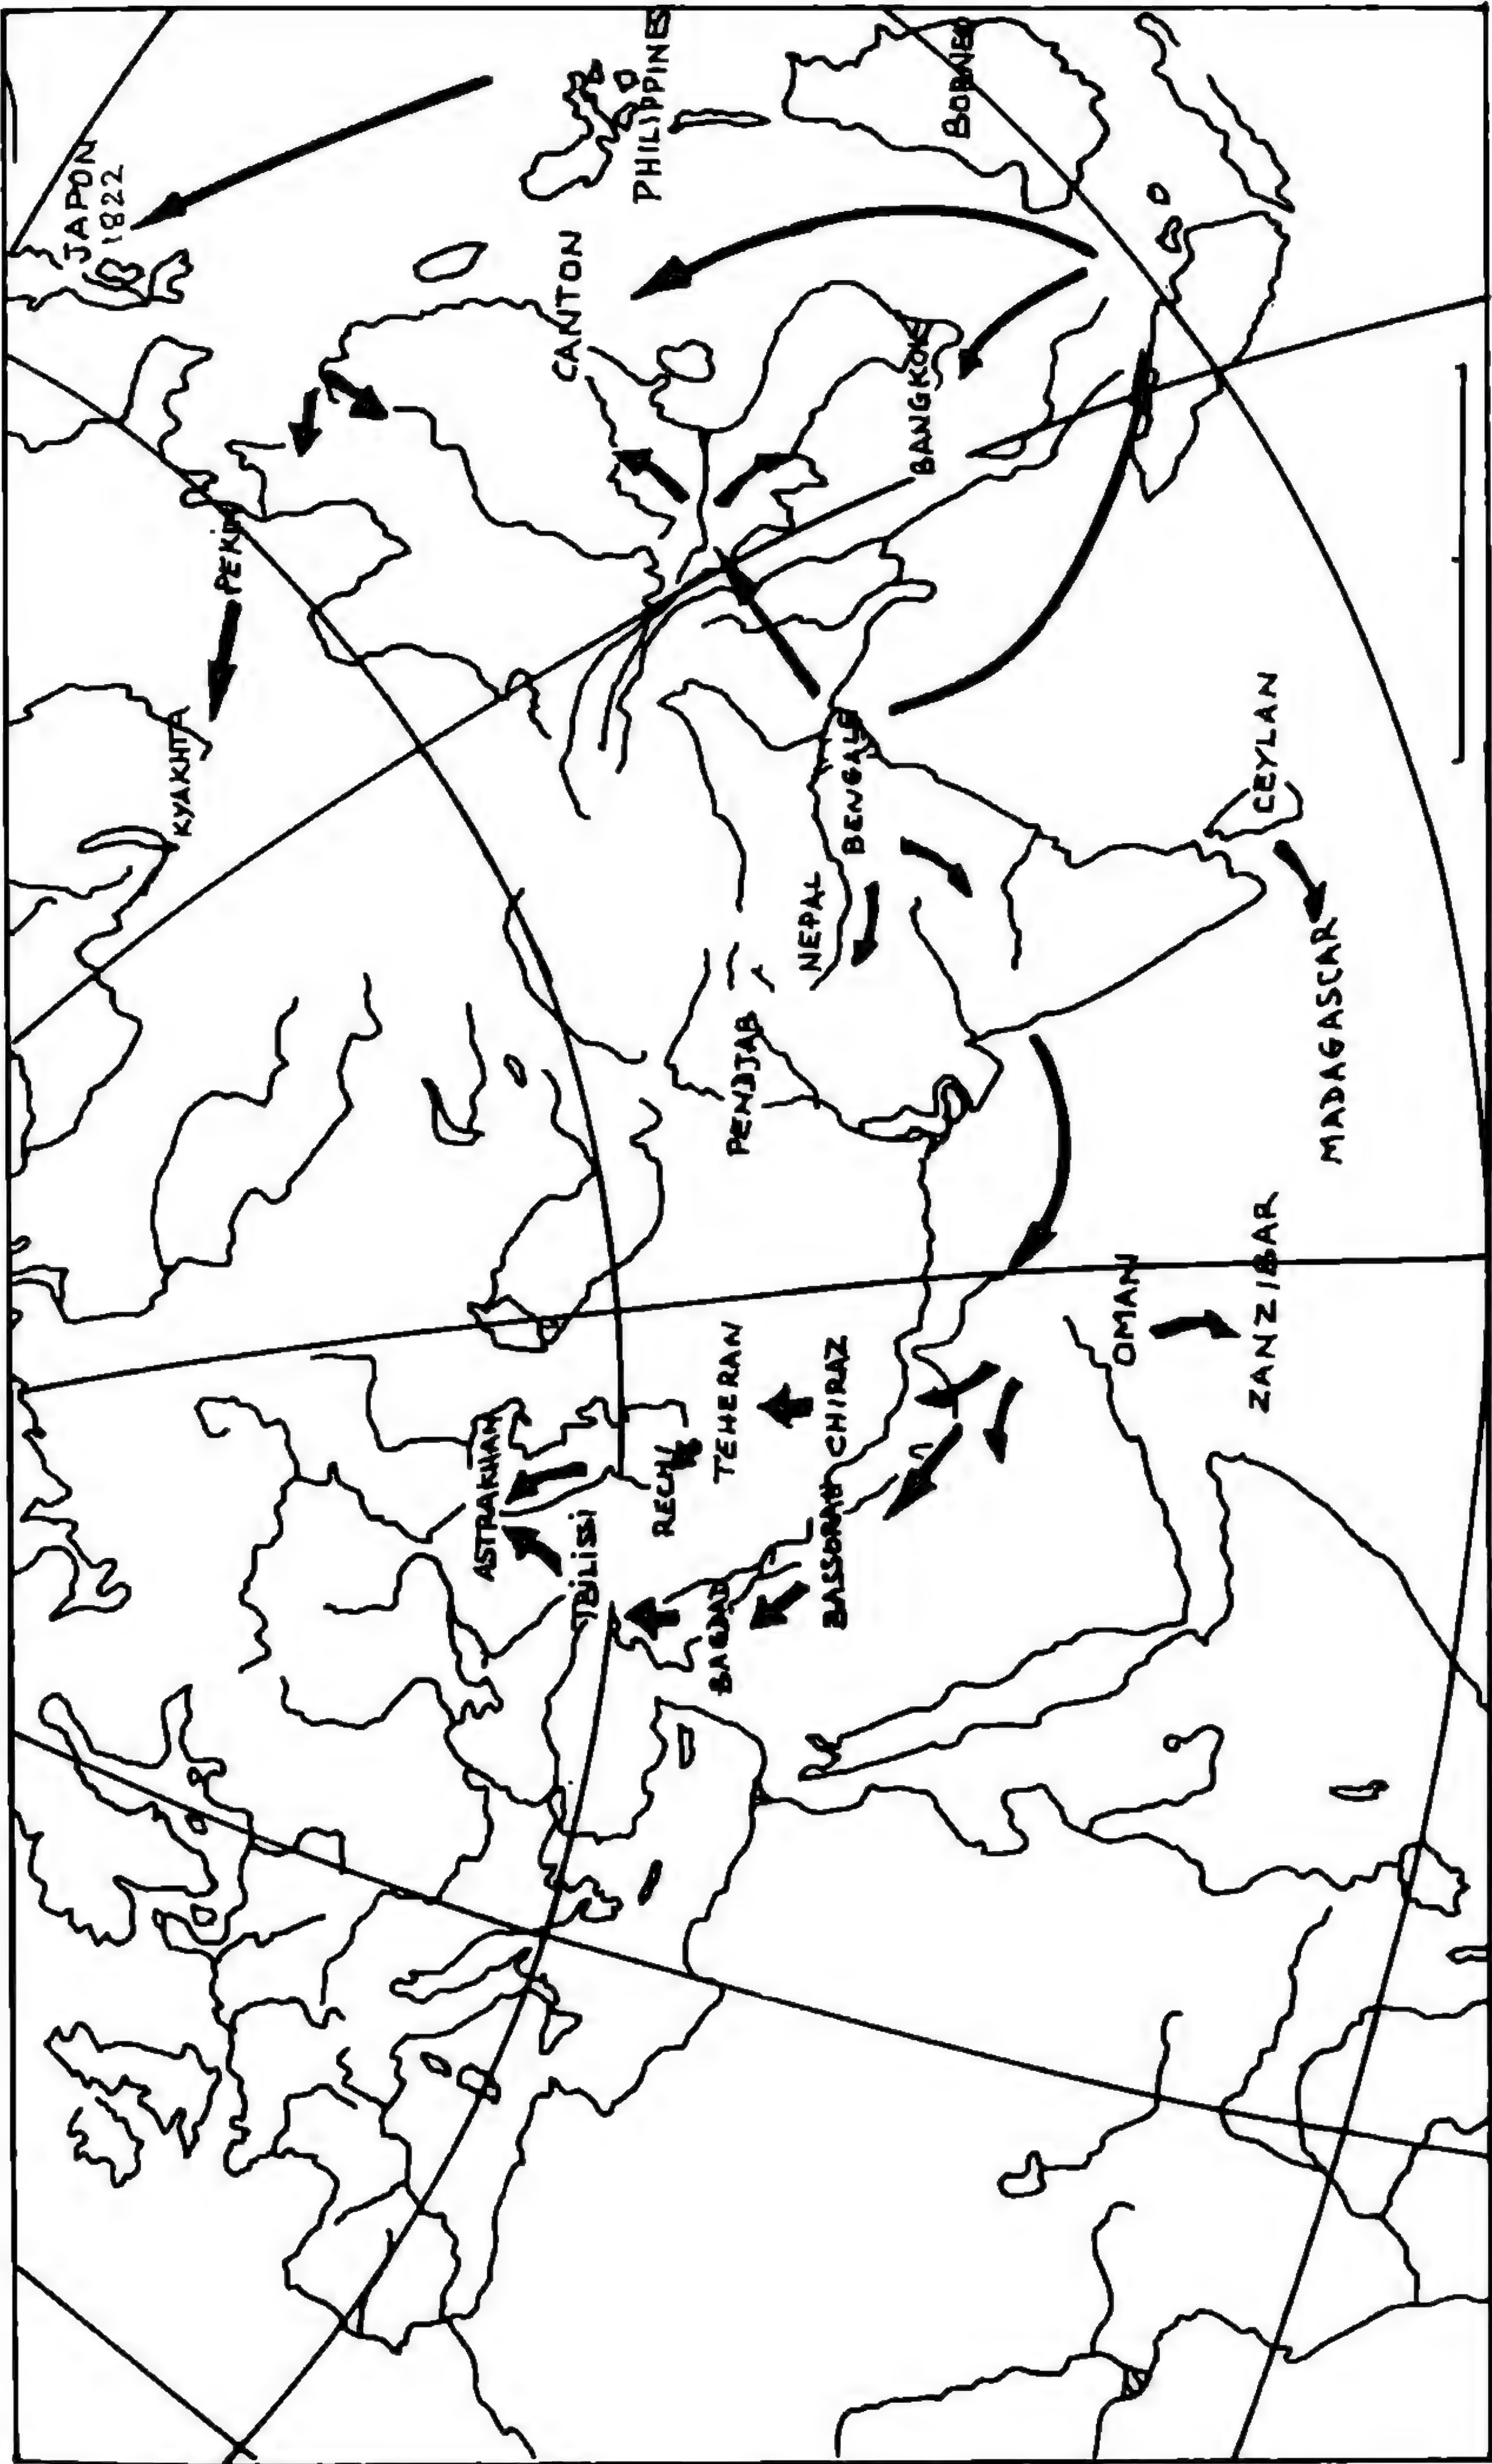 JAPON
1822
PHILIPPINES
BORNEO
CANTON
BANGKOK
PEKIN
KYAKHTA
BENGALE
NEPAL
CEYLAN
PENDJAB
MADAGASCAR
OMAN
ZANZIBAR
TEHERAN
CHIRAZ
RECHT
ASTRAKHAN
TBiLiSi
BASSORAH
BAGDAD